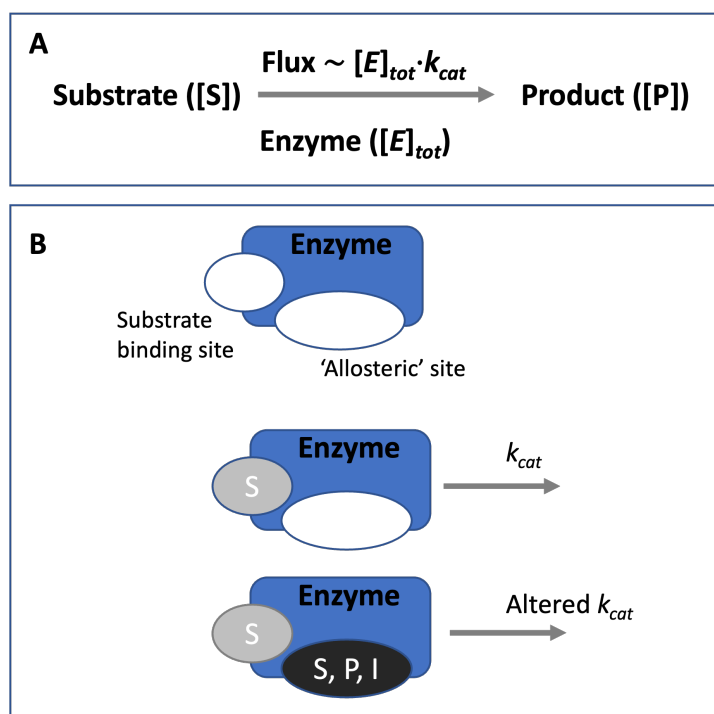 A
Flux ~ [E]tot·kcat
Substrate ([S])
Product ([P])
Enzyme ([E]tot)
B
Enzyme
Substrate
binding site
‘Allosteric’ site
Enzyme
kcat
S
Enzyme
Altered kcat
S
S, P, I